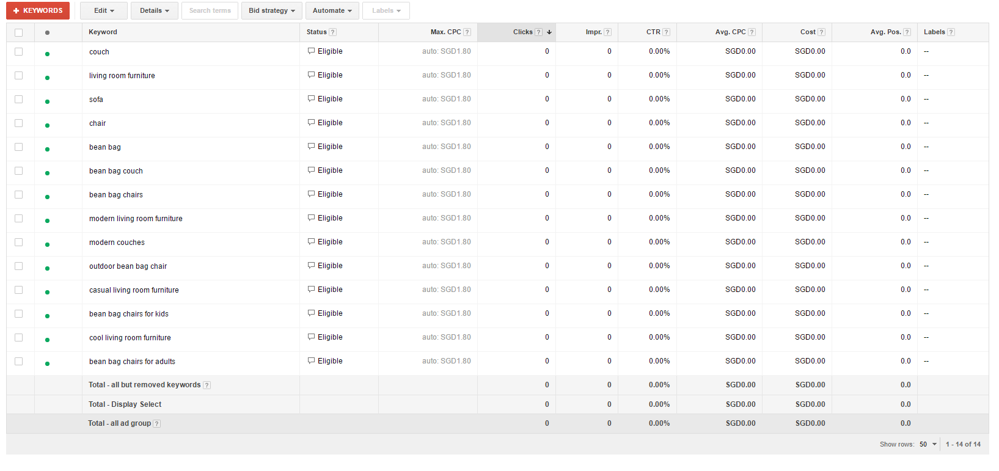 + KEYWORDS Edit Details Search terms Bid strategy Automate Labels
Keyword Status ? Max. CPC ? Clicks ? Impr. ? CTR ? Avg. CPC ? Cost ? Avg. Pos. ? Labels ?
couch Eligible auto: SGD1.80 0 0 0.00% SGD0.00 SGD0.00 0.0 --
living room furniture Eligible auto: SGD1.80 0 0 0.00% SGD0.00 SGD0.00 0.0 --
sofa Eligible auto: SGD1.80 0 0 0.00% SGD0.00 SGD0.00 0.0 --
chair Eligible auto: SGD1.80 0 0 0.00% SGD0.00 SGD0.00 0.0 --
bean bag Eligible auto: SGD1.80 0 0 0.00% SGD0.00 SGD0.00 0.0 --
bean bag couch Eligible auto: SGD1.80 0 0 0.00% SGD0.00 SGD0.00 0.0 --
bean bag chairs Eligible auto: SGD1.80 0 0 0.00% SGD0.00 SGD0.00 0.0 --
modern living room furniture Eligible auto: SGD1.80 0 0 0.00% SGD0.00 SGD0.00 0.0 --
modern couches Eligible auto: SGD1.80 0 0 0.00% SGD0.00 SGD0.00 0.0 --
outdoor bean bag chair Eligible auto: SGD1.80 0 0 0.00% SGD0.00 SGD0.00 0.0 --
casual living room furniture Eligible auto: SGD1.80 0 0 0.00% SGD0.00 SGD0.00 0.0 --
bean bag chairs for kids Eligible auto: SGD1.80 0 0 0.00% SGD0.00 SGD0.00 0.0 --
cool living room furniture Eligible auto: SGD1.80 0 0 0.00% SGD0.00 SGD0.00 0.0 --
bean bag chairs for adults Eligible auto: SGD1.80 0 0 0.00% SGD0.00 SGD0.00 0.0 --
Total - all but removed keywords ? 0 0 0.00% SGD0.00 SGD0.00 0.0
Total - Display Select 0 0 0.00% SGD0.00 SGD0.00 0.0
Total - all ad group ? 0 0 0.00% SGD0.00 SGD0.00 0.0
Show rows: 50 1 - 14 of 14